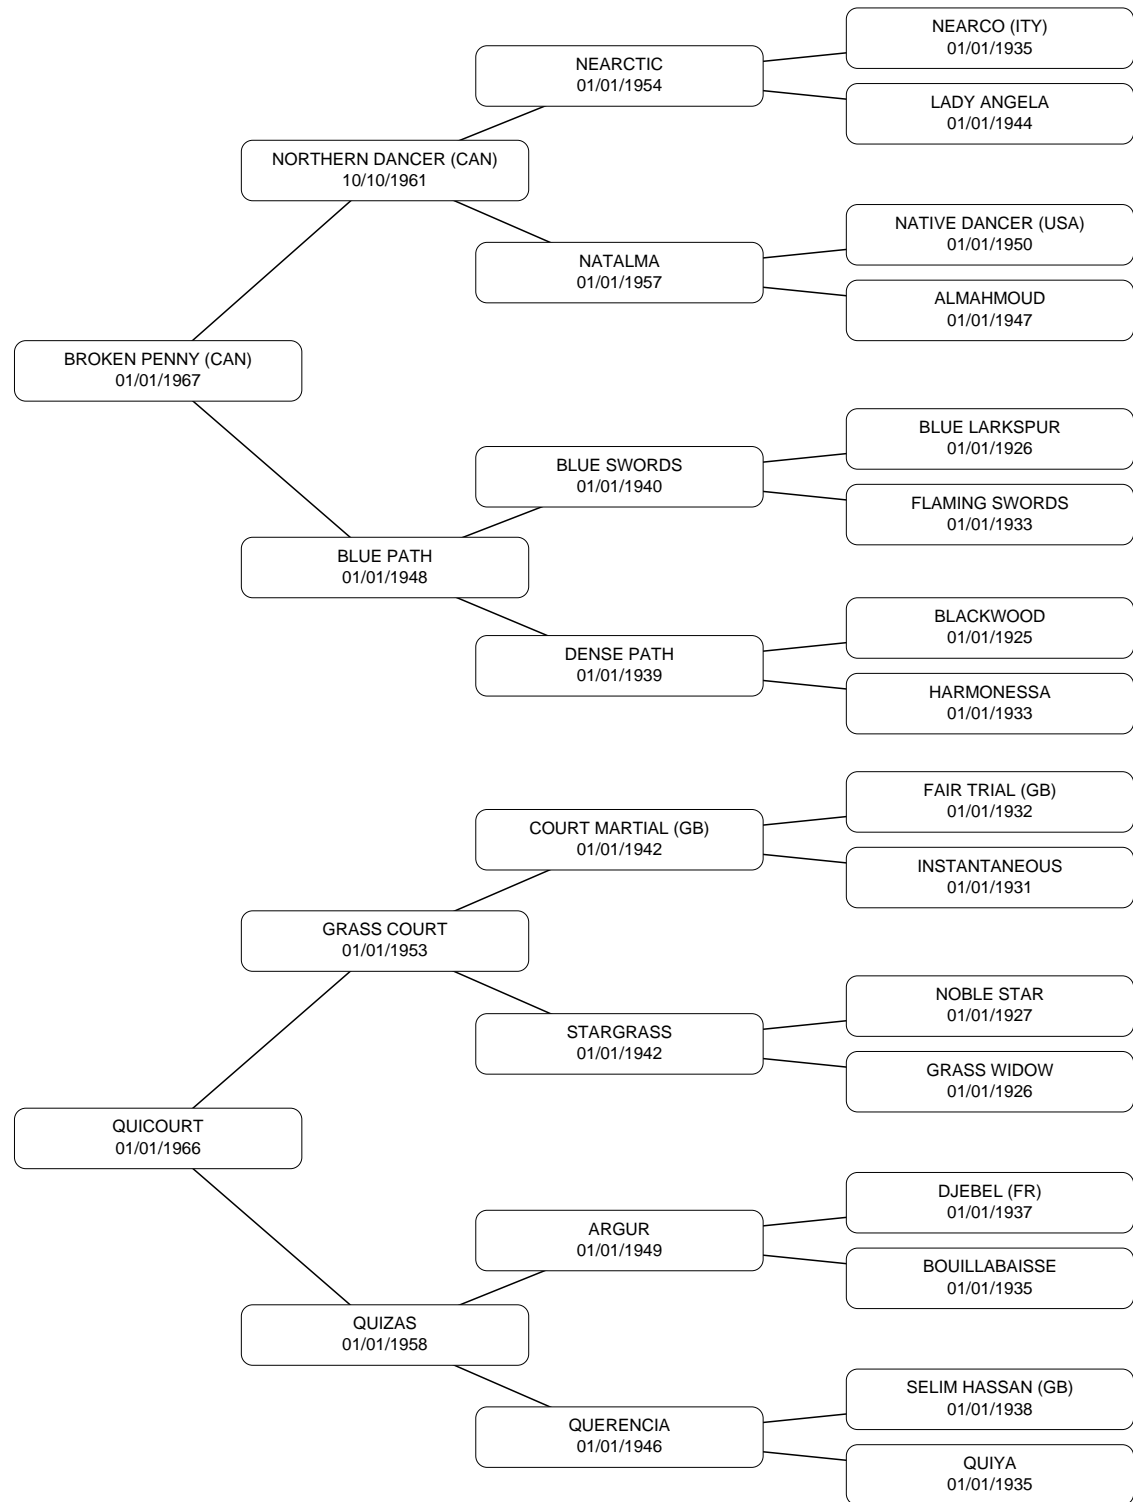 NEARCO (ITY)
01/01/1935
NEARCTIC
01/01/1954
LADY ANGELA
01/01/1944
NORTHERN DANCER (CAN)
10/10/1961
NATIVE DANCER (USA)
01/01/1950
NATALMA
01/01/1957
ALMAHMOUD
01/01/1947
BROKEN PENNY (CAN)
01/01/1967
BLUE LARKSPUR
01/01/1926
BLUE SWORDS
01/01/1940
FLAMING SWORDS
01/01/1933
BLUE PATH
01/01/1948
BLACKWOOD
01/01/1925
DENSE PATH
01/01/1939
HARMONESSA
01/01/1933
FAIR TRIAL (GB)
01/01/1932
COURT MARTIAL (GB)
01/01/1942
INSTANTANEOUS
01/01/1931
GRASS COURT
01/01/1953
NOBLE STAR
01/01/1927
STARGRASS
01/01/1942
GRASS WIDOW
01/01/1926
QUICOURT
01/01/1966
DJEBEL (FR)
01/01/1937
ARGUR
01/01/1949
BOUILLABAISSE
01/01/1935
QUIZAS
01/01/1958
SELIM HASSAN (GB)
01/01/1938
QUERENCIA
01/01/1946
QUIYA
01/01/1935